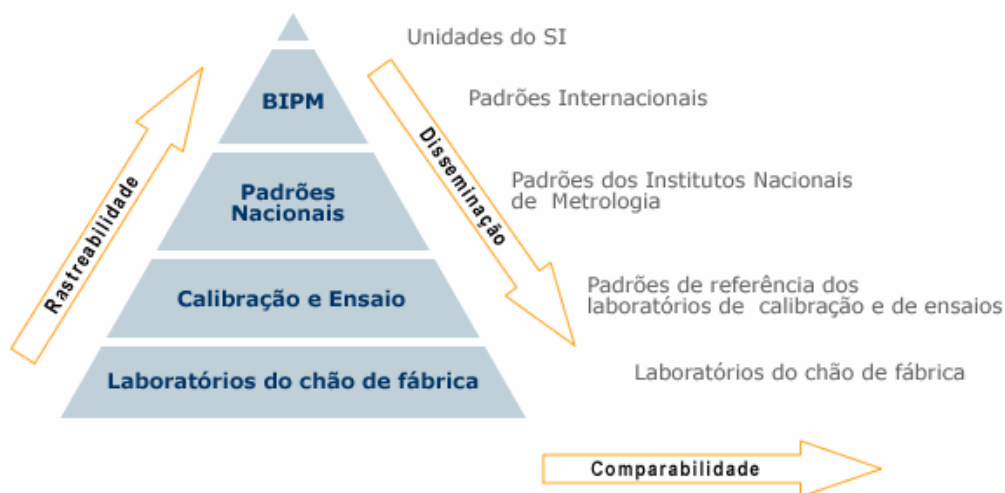 Unidades do SI
BIPM
Padrões Internacionais
Rastreabilidade
Disseminação
Padrões
Nacionais
Padrões dos Institutos Nacionais
de Metrologia
Calibração e Ensaio
Padrões de referência dos
laboratórios de calibração e de ensaios
Laboratórios do chão de fábrica
Laboratórios do chão de fábrica
Comparabilidade